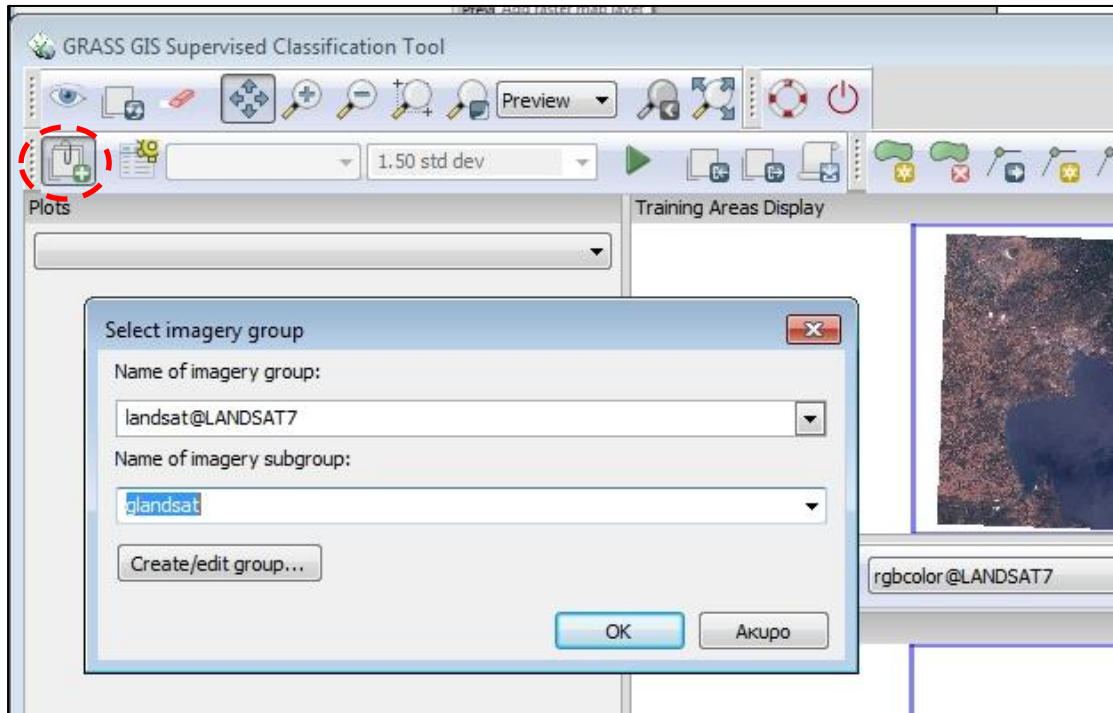 Add raster map layer
GRASS GIS Supervised Classification Tool
Preview
1.50 std dev
Plots
Training Areas Display
Select imagery group
Name of imagery group:
landsat@LANDSAT7
Name of imagery subgroup:
glandsat
Create/edit group...
rgbcolor@LANDSAT7
OK
Ακυρο